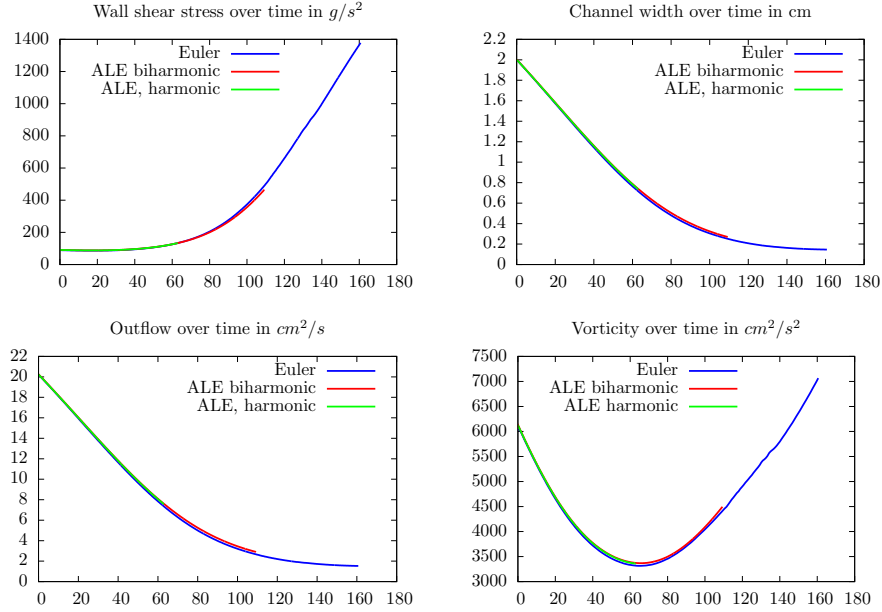 Wall shear stress over time in g/s²
1400
1200
1000
800
600
400
200
0
0 20 40 60 80 100 120 140 160 180
Euler
ALE biharmonic
ALE, harmonic
Channel width over time in cm
2.2
2
1.8
1.6
1.4
1.2
1
0.8
0.6
0.4
0.2
0
0 20 40 60 80 100 120 140 160 180
Euler
ALE biharmonic
ALE, harmonic
Outflow over time in cm²/s
22
20
18
16
14
12
10
8
6
4
2
0
0 20 40 60 80 100 120 140 160 180
Euler
ALE biharmonic
ALE, harmonic
Vorticity over time in cm²/s²
7500
7000
6500
6000
5500
5000
4500
4000
3500
3000
0 20 40 60 80 100 120 140 160 180
Euler
ALE biharmonic
ALE harmonic